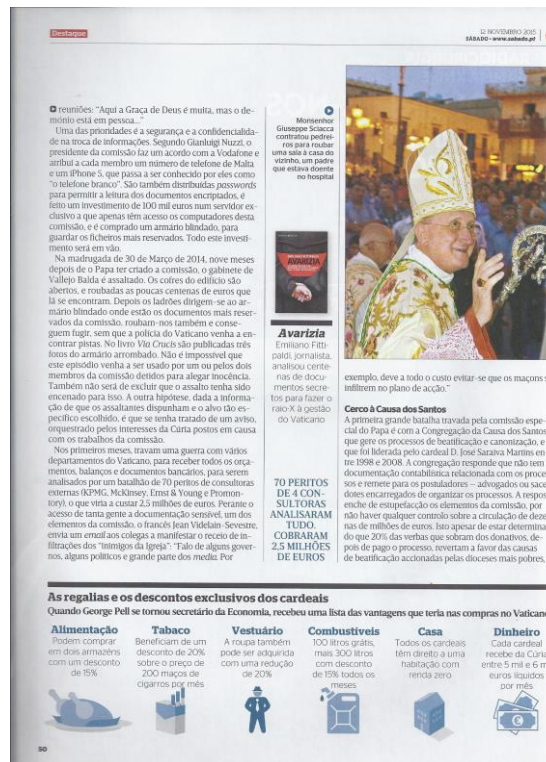 Destaque
12 NOVEMBRO 2015
SÁBADO - www.sabado.pt
reuniões: "Aqui a Graça de Deus é muita, mas o de-
mónio está em pessoa..."
Uma das prioridades é a segurança e a confidencialida-
de na troca de informações. Segundo Gianluigi Nuzzi, o
presidente da comissão faz um acordo com a Vodafone e
atribui a cada membro um número de telefone de Malta
e um iPhone 5, que passa a ser conhecido por eles como
"o telefone branco". São também distribuídas passwords
para permitir a leitura dos documentos encriptados, é
feito um investimento de 100 mil euros num servidor ex-
clusivo a que apenas têm acesso os computadores desta
comissão, e é comprado um armário blindado, para
guardar os ficheiros mais reservados. Todo este investi-
mento será em vão.
Na madrugada de 30 de Março de 2014, nove meses
depois de o Papa ter criado a comissão, o gabinete de
Vallejo Balda é assaltado. Os cofres do edifício são
abertos, e roubadas as poucas centenas de euros que
lá se encontram. Depois os ladrões dirigem-se ao ar-
mário blindado onde estão os documentos mais reser-
vados da comissão, roubam-nos também e conse-
guem fugir, sem que a polícia do Vaticano venha a en-
contrar pistas. No livro Via Crucis são publicadas três
fotos do armário arrombado. Não é impossível que
este episódio venha a ser usado por um ou pelos dois
membros da comissão detidos para alegar inocência.
Também não será de excluir que o assalto tenha sido
encenado para isso. A outra hipótese, dada a informa-
ção de que os assaltantes dispunham e o alvo tão es-
pecífico escolhido, é que se tenha tratado de um aviso,
orquestrado pelos interesses da Cúria postos em causa
com os trabalhos da comissão.
Nos primeiros meses, travam uma guerra com vários
departamentos do Vaticano, para receber todos os orça-
mentos, balanços e documentos bancários, para serem
analisados por um batalhão de 70 peritos de consultoras
externas (KPMG, McKinsey, Ernst & Young e Promon-
tory), o que viria a custar 2,5 milhões de euros. Perante o
acesso de tanta gente a documentação sensível, um dos
elementos da comissão, o francês Jean Videlain-Sevestre,
envia um email aos colegas a manifestar o receio de in-
filtrações dos "inimigos da Igreja": "Falo de alguns gover-
nos, alguns políticos e grande parte dos media. Por
Monsenhor
Giuseppe Sciacca
contratou pedrei-
ros para roubar
uma sala à casa do
vizinho, um padre
que estava doente
no hospital
AVARIZIA
Avarizia
Emiliano Fitti-
paldi, jornalista,
analisou cente-
nas de docu-
mentos secre-
tos para fazer o
raio-X à gestão
do Vaticano
70 PERITOS
DE 4 CON-
SULTORAS
ANALISARAM
TUDO.
COBRARAM
2,5 MILHÕES
DE EUROS
exemplo, deve a todo o custo evitar-se que os maçons s
infiltrem no plano de acção."
Cerco à Causa dos Santos
A primeira grande batalha travada pela comissão espe-
cial do Papa é com a Congregação da Causa dos Santos
que gere os processos de beatificação e canonização, e
que foi liderada pelo cardeal D. José Saraiva Martins en
tre 1998 e 2008. A congregação responde que não tem
documentação contabilística relacionada com os proce
sos e remete para os postuladores – advogados ou sace
dotes encarregados de organizar os processos. A respos
enche de estupefacção os elementos da comissão, por
não haver qualquer controlo sobre a circulação de deze
nas de milhões de euros. Isto apesar de estar determina
do que 20% das verbas que sobram dos donativos, de-
pois de pago o processo, revertam a favor das causas
de beatificação accionadas pelas dioceses mais pobres,
As regalias e os descontos exclusivos dos cardeais
Quando George Pell se tornou secretário da Economia, recebeu uma lista das vantagens que teria nas compras no Vaticano
Alimentação
Podem comprar
em dois armazéns
com um desconto
de 15%
Tabaco
Beneficiam de um
desconto de 20%
sobre o preço de
200 maços de
cigarros por mês
Vestuário
A roupa também
pode ser adquirida
com uma redução
de 20%
Combustíveis
100 litros grátis,
mais 300 litros
com desconto
de 15% todos os
meses
Casa
Todos os cardeais
têm direito a uma
habitação com
renda zero
Dinheiro
Cada cardeal
recebe da Cúria
entre 5 mil e 6 m
euros líquidos
por mês
50